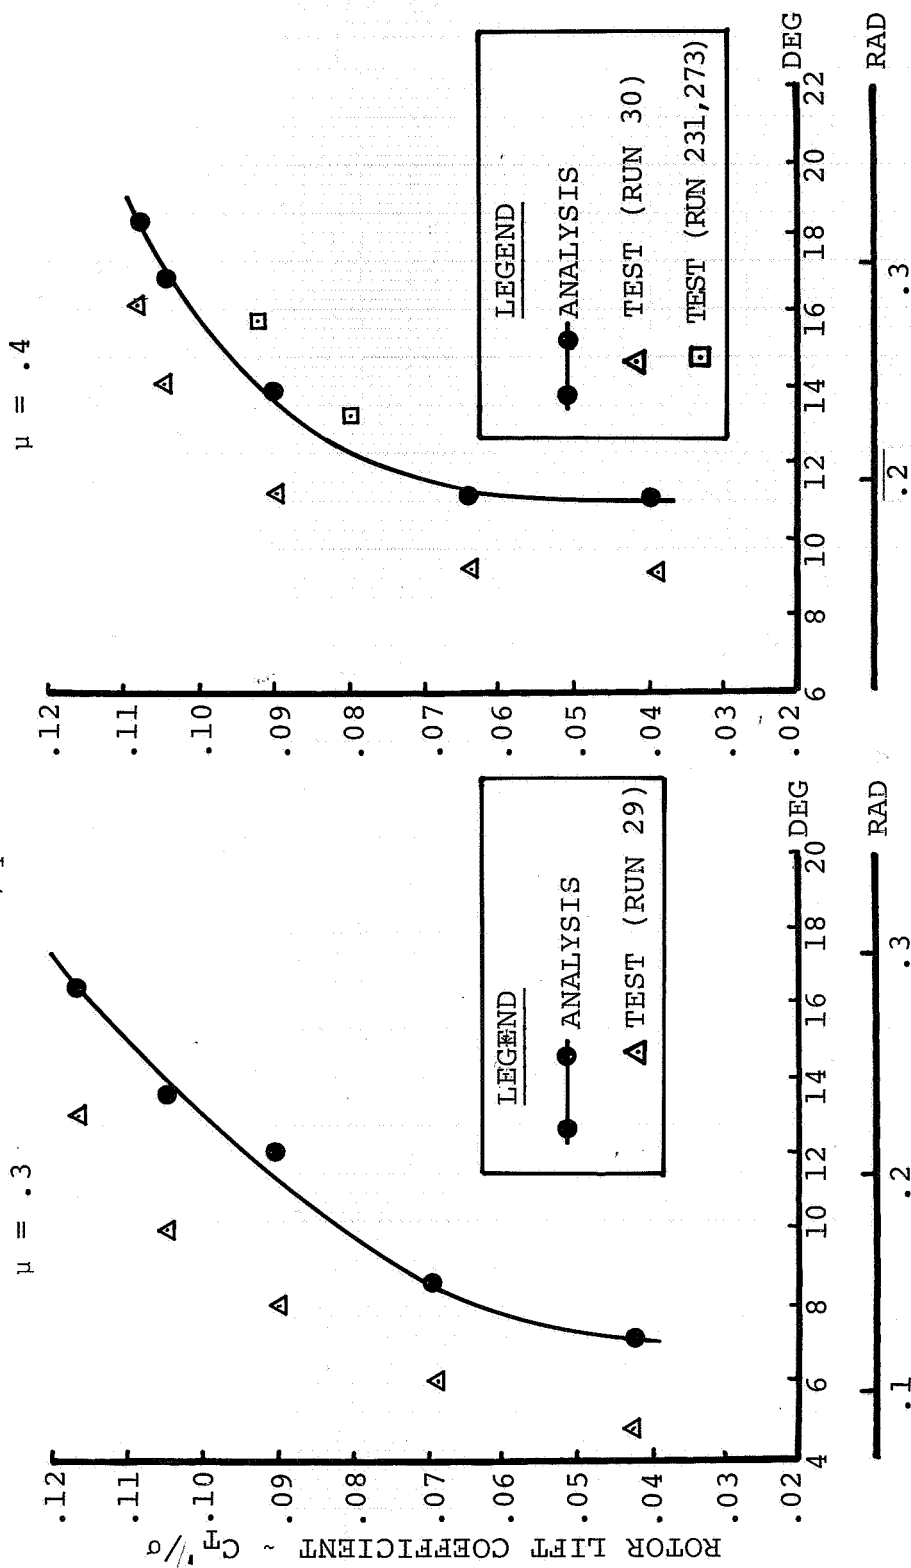 μ = .3
ROTOR LIFT COEFFICIENT ~ CT'/σ
.12
.11
.10
.09
.08
.07
.06
.05
.04
.03
.02
4 6 8 10 12 14 16 18 20 DEG
.1 .2 .3 RAD
LEGEND
ANALYSIS
TEST (RUN 29)
μ = .4
.12
.11
.10
.09
.08
.07
.06
.05
.04
.03
.02
6 8 10 12 14 16 18 20 22 DEG
.2 .3 RAD
LEGEND
ANALYSIS
TEST (RUN 30)
TEST (RUN 231,273)